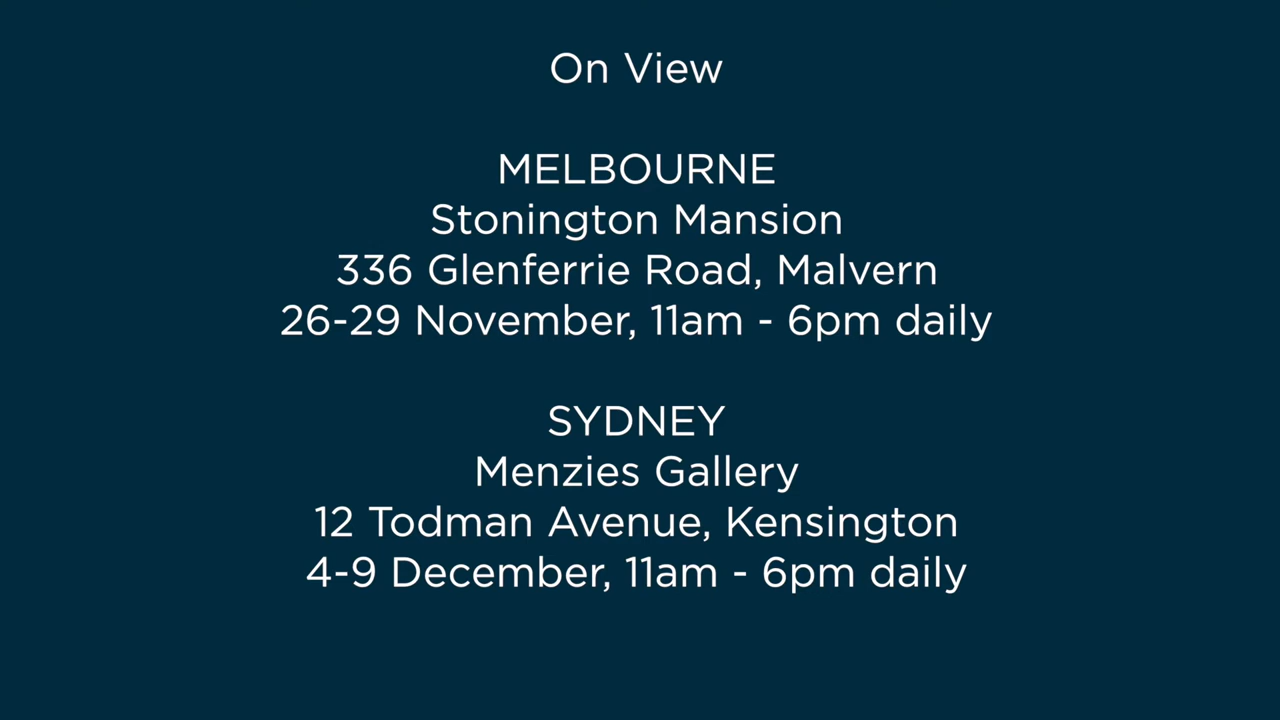 On View
MELBOURNE
Stonington Mansion
336 Glenferrie Road, Malvern
26-29 November, 11am - 6pm daily
SYDNEY
Menzies Gallery
12 Todman Avenue, Kensington
4-9 December, 11am - 6pm daily